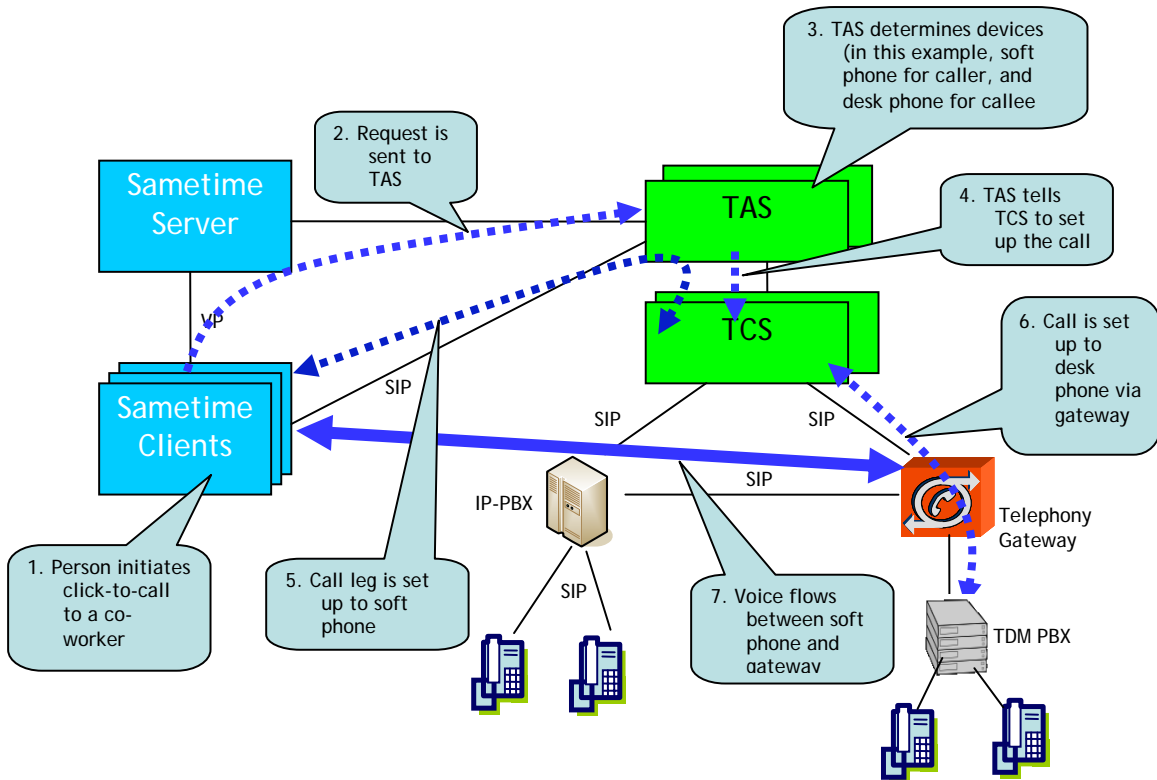 3. TAS determines devices
(in this example, soft
phone for caller, and
desk phone for callee
2. Request is
sent to
TAS
Sametime
Server
TAS
4. TAS tells
TCS to set
up the call
VP
TCS
6. Call is set
up to
desk
phone via
gateway
SIP
Sametime
Clients
SIP
SIP
IP-PBX
SIP
Telephony
Gateway
1. Person initiates
click-to-call
to a co-
worker
5. Call leg is set
up to soft
phone
SIP
7. Voice flows
between soft
phone and
gateway
TDM PBX